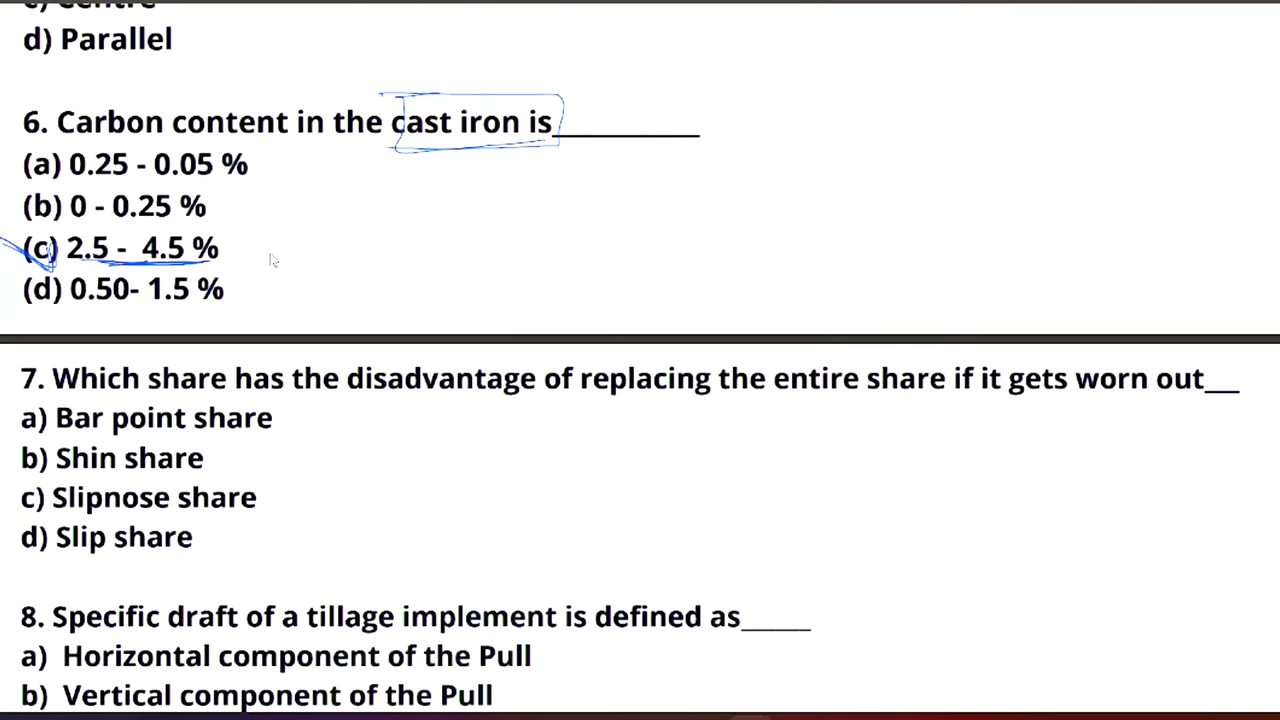 c) Centre
d) Parallel
6. Carbon content in the cast iron is__________
(a) 0.25 - 0.05 %
(b) 0 - 0.25 %
(c) 2.5 -  4.5 %
(d) 0.50- 1.5 %
7. Which share has the disadvantage of replacing the entire share if it gets worn out__
a) Bar point share
b) Shin share
c) Slipnose share
d) Slip share
8. Specific draft of a tillage implement is defined as_____
a)  Horizontal component of the Pull
b)  Vertical component of the Pull